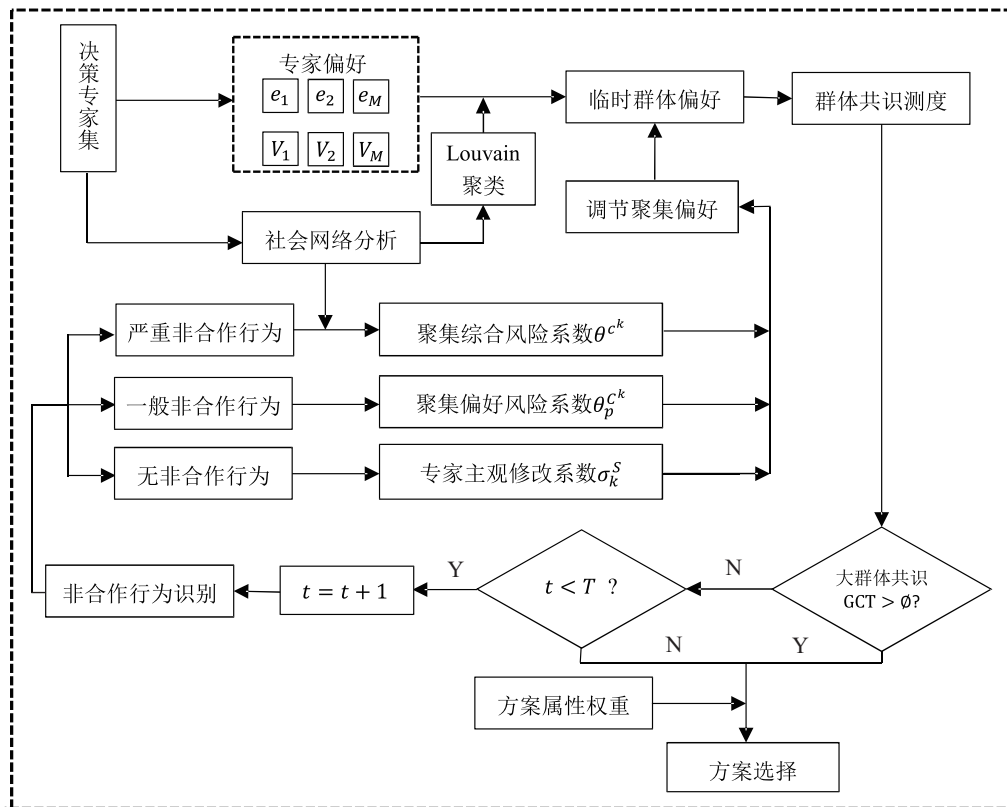 决策专家集
专家偏好
e₁ e₂ e_M
V₁ V₂ V_M
临时群体偏好
群体共识测度
Louvain
聚类
调节聚集偏好
社会网络分析
严重非合作行为
聚集综合风险系数θ^{c^k}
一般非合作行为
聚集偏好风险系数θ_p^{C^k}
无非合作行为
专家主观修改系数σ_k^S
非合作行为识别
t = t + 1
Y
t < T ？
N
大群体共识
GCT > Ø?
N
Y
方案属性权重
方案选择